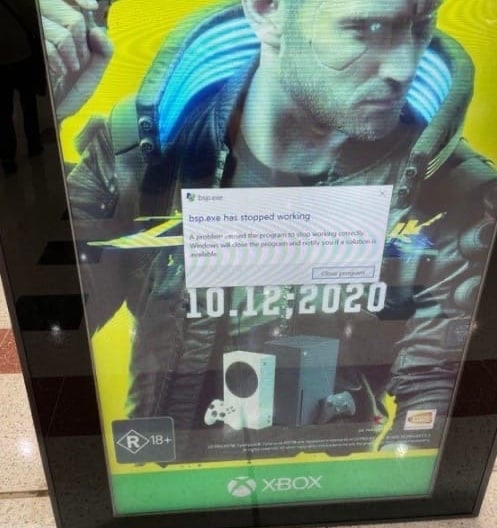 bsp.exe
bsp.exe has stopped working
A problem caused the program to stop working correctly.
Windows will close the program and notify you if a solution is
available.
Close program
10.12.2020
R 18+
XBOX